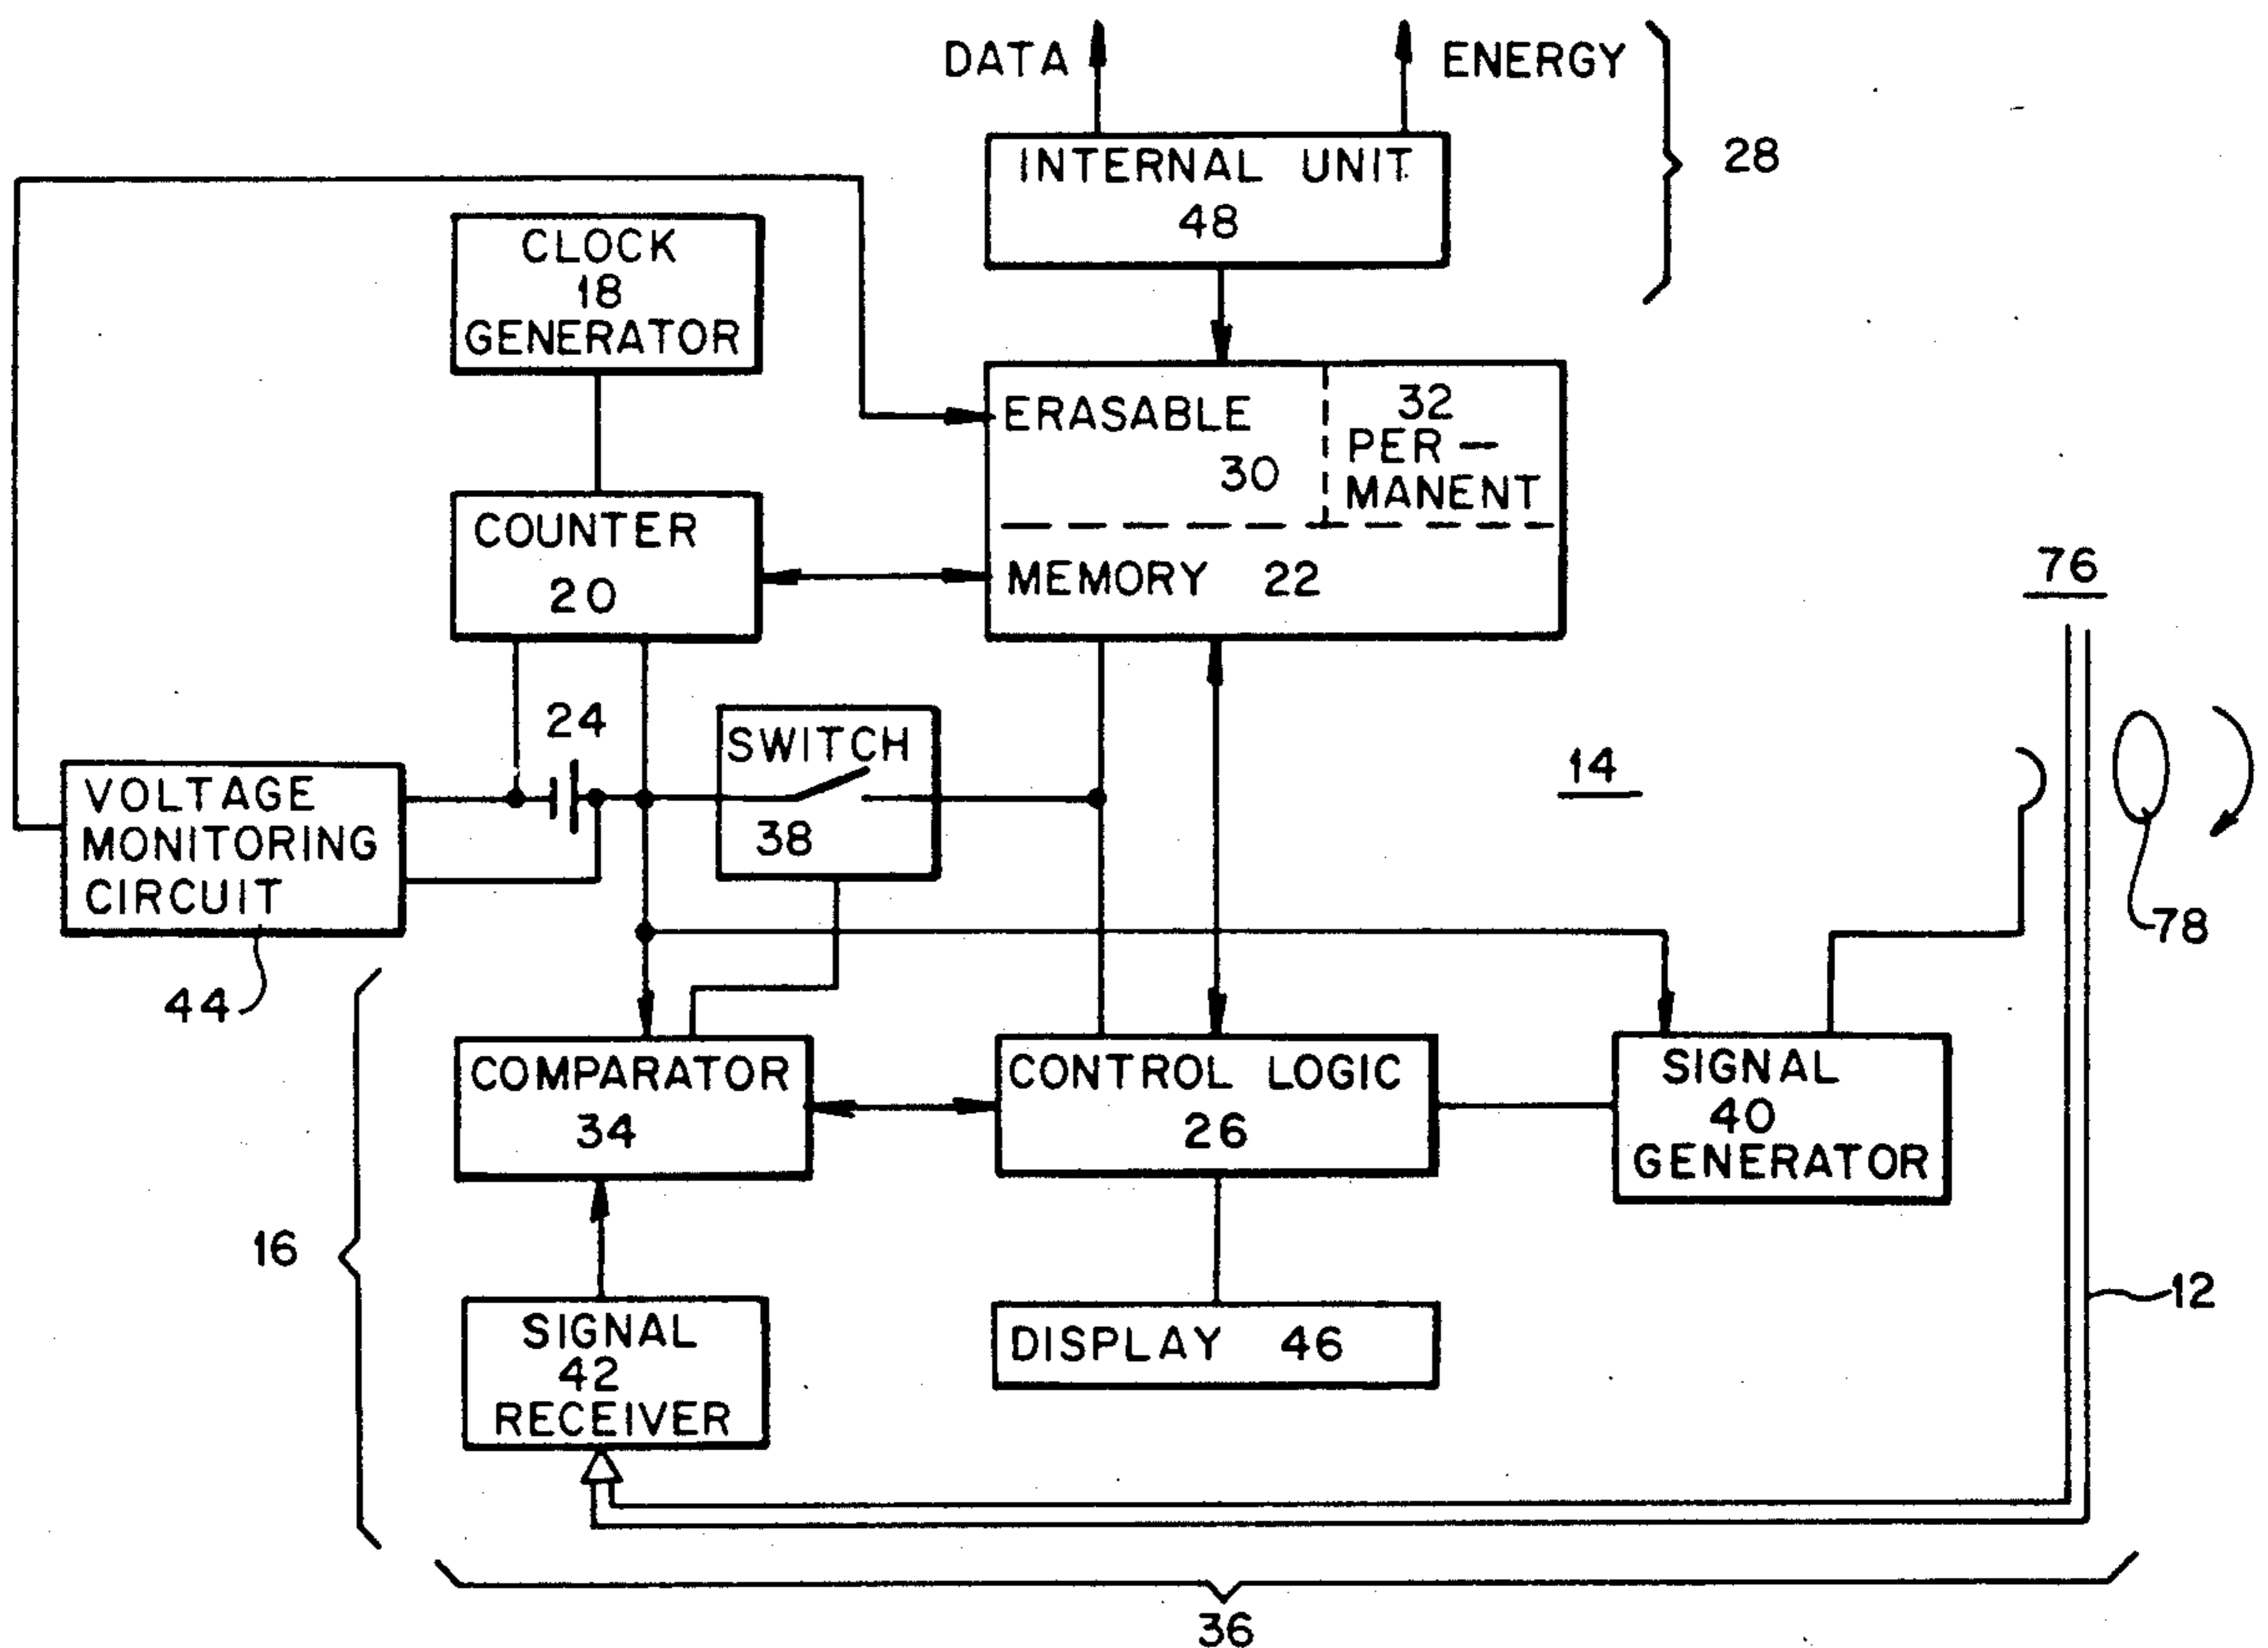 DATA
ENERGY
28
INTERNAL UNIT
48
CLOCK
18
GENERATOR
ERASABLE
30
32
PER-
MANENT
COUNTER
20
MEMORY 22
76
24
SWITCH
38
14
VOLTAGE
MONITORING
CIRCUIT
44
78
COMPARATOR
34
CONTROL LOGIC
26
SIGNAL
40
GENERATOR
16
12
SIGNAL
42
RECEIVER
DISPLAY 46
36